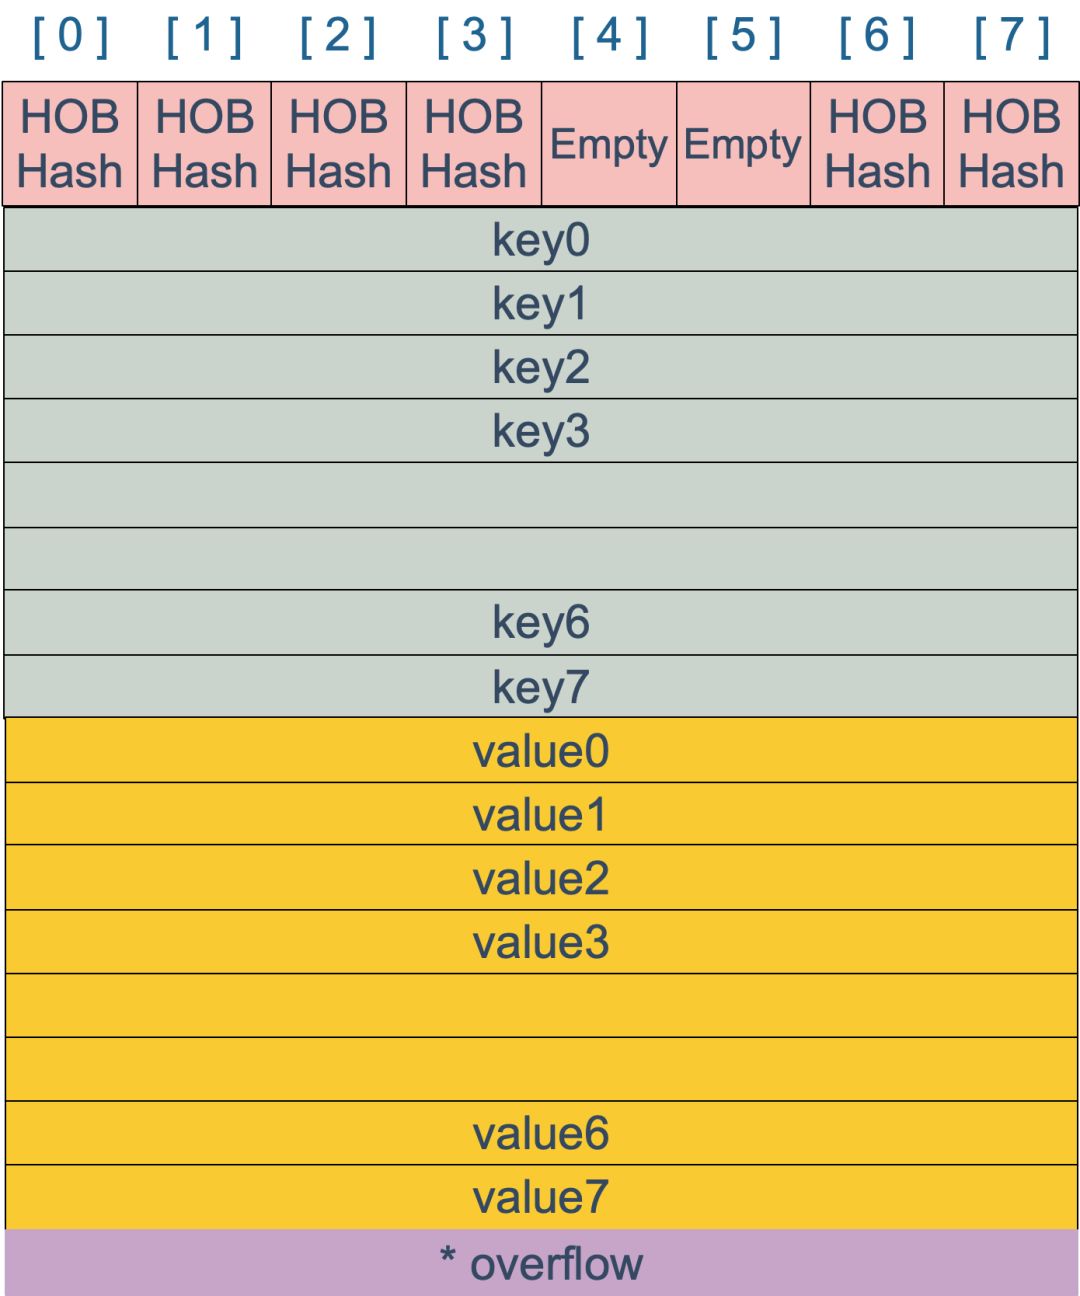 [ 0 ] [ 1 ] [ 2 ] [ 3 ] [ 4 ] [ 5 ] [ 6 ] [ 7 ]
HOB Hash HOB Hash HOB Hash HOB Hash Empty Empty HOB Hash HOB Hash
key0
key1
key2
key3
key6
key7
value0
value1
value2
value3
value6
value7
* overflow